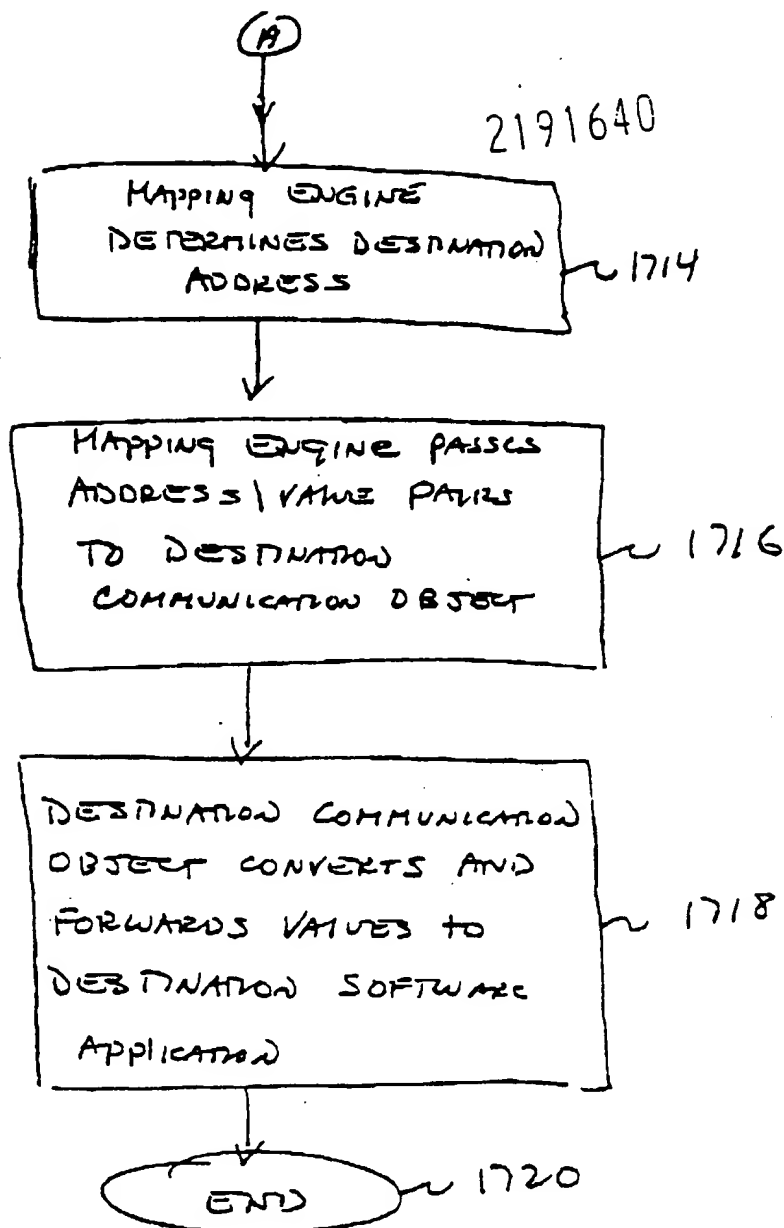 A
2191640
MAPPING ENGINE
DETERMINES DESTINATION
ADDRESS
1714
MAPPING ENGINE PASSES
ADDRESS\VALUE PAIRS
TO DESTINATION
COMMUNICATION OBJECT
1716
DESTINATION COMMUNICATION
OBJECT CONVERTS AND
FORWARDS VALUES TO
DESTINATION SOFTWARE
APPLICATION
1718
END
1720